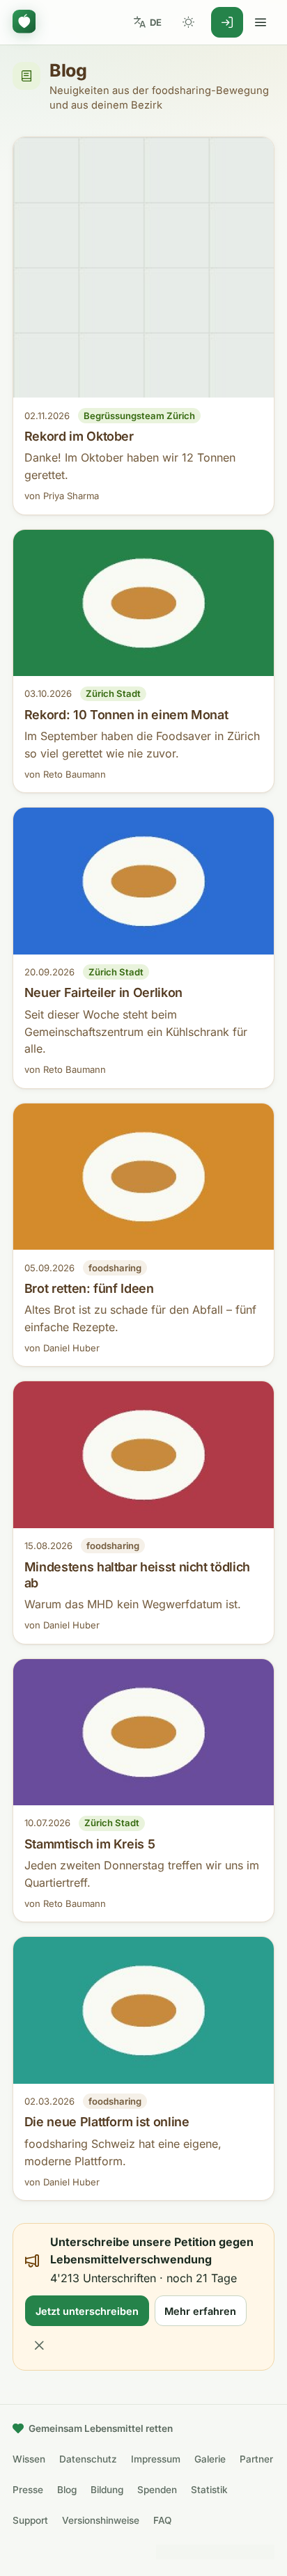 DE
Blog
Neuigkeiten aus der foodsharing-Bewegung
und aus deinem Bezirk
02.11.2026 Begrüssungsteam Zürich
Rekord im Oktober
Danke! Im Oktober haben wir 12 Tonnen
gerettet.
von Priya Sharma
03.10.2026 Zürich Stadt
Rekord: 10 Tonnen in einem Monat
Im September haben die Foodsaver in Zürich
so viel gerettet wie nie zuvor.
von Reto Baumann
20.09.2026 Zürich Stadt
Neuer Fairteiler in Oerlikon
Seit dieser Woche steht beim
Gemeinschaftszentrum ein Kühlschrank für
alle.
von Reto Baumann
05.09.2026 foodsharing
Brot retten: fünf Ideen
Altes Brot ist zu schade für den Abfall – fünf
einfache Rezepte.
von Daniel Huber
15.08.2026 foodsharing
Mindestens haltbar heisst nicht tödlich
ab
Warum das MHD kein Wegwerfdatum ist.
von Daniel Huber
10.07.2026 Zürich Stadt
Stammtisch im Kreis 5
Jeden zweiten Donnerstag treffen wir uns im
Quartiertreff.
von Reto Baumann
02.03.2026 foodsharing
Die neue Plattform ist online
foodsharing Schweiz hat eine eigene,
moderne Plattform.
von Daniel Huber
Unterschreibe unsere Petition gegen
Lebensmittelverschwendung
4'213 Unterschriften · noch 21 Tage
Jetzt unterschreiben Mehr erfahren
Gemeinsam Lebensmittel retten
Wissen Datenschutz Impressum Galerie Partner
Presse Blog Bildung Spenden Statistik
Support Versionshinweise FAQ